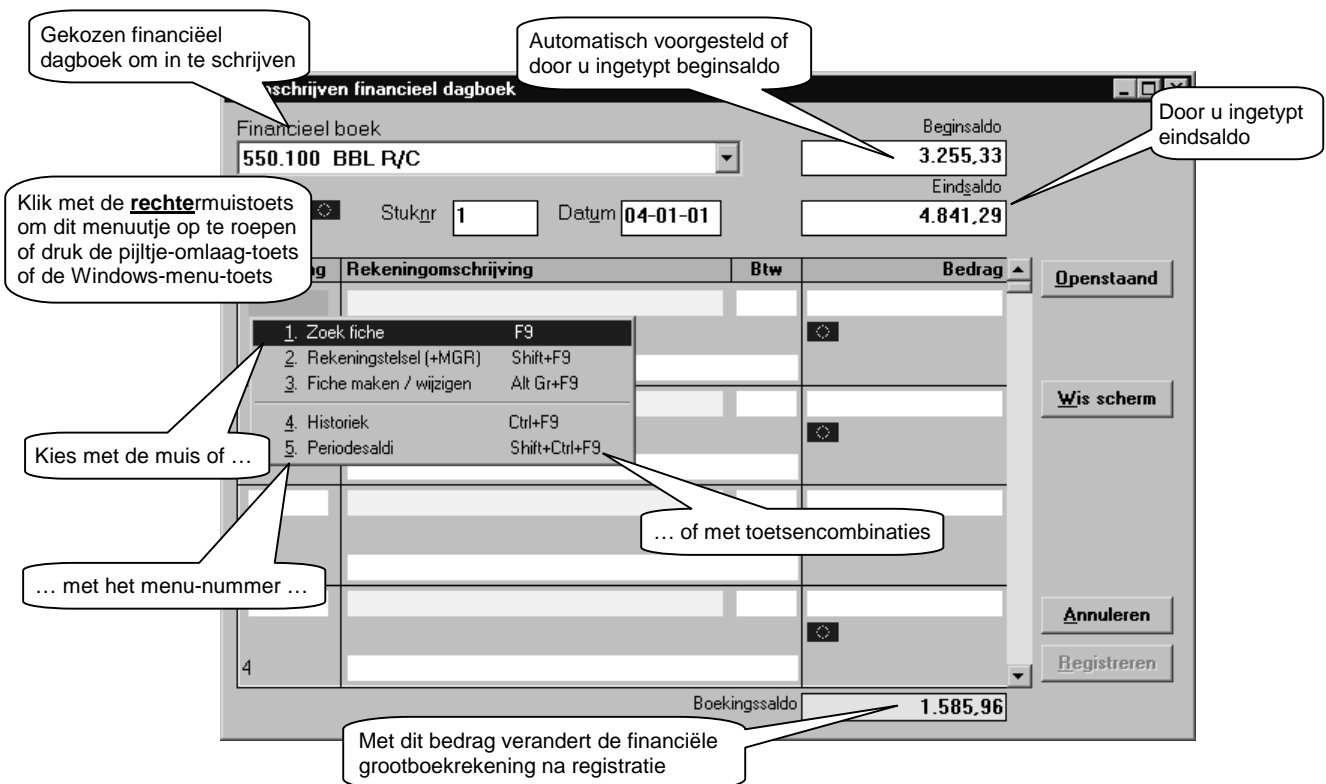 Gekozen financiëel
dagboek om in te schrijven
Automatisch voorgesteld of
door u ingetypt beginsaldo
Door u ingetypt
eindsaldo
nschrijven financieel dagboek
Financieel boek
550.100 BBL R/C
Beginsaldo
3.255,33
Eindsaldo
4.841,29
Klik met de rechtermuistoets
om dit menuutje op te roepen
of druk de pijltje-omlaag-toets
of de Windows-menu-toets
Stuknr 1 Datum 04-01-01
g Rekeningomschrijving Btw Bedrag
Openstaand
1. Zoek fiche F9
2. Rekeningstelsel (+MGR) Shift+F9
3. Fiche maken / wijzigen Alt Gr+F9
4. Historiek Ctrl+F9
5. Periodesaldi Shift+Ctrl+F9
Wis scherm
Kies met de muis of …
… of met toetsencombinaties
… met het menu-nummer …
Annuleren
4
Registreren
Boekingssaldo 1.585,96
Met dit bedrag verandert de financiële
grootboekrekening na registratie